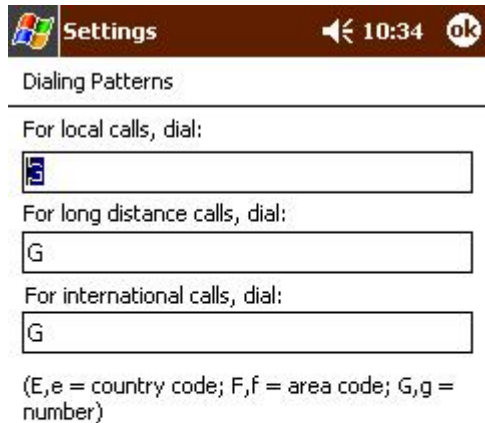 Settings 10:34 ok
Dialing Patterns
For local calls, dial:
G
For long distance calls, dial:
G
For international calls, dial:
G
(E,e = country code; F,f = area code; G,g =
number)